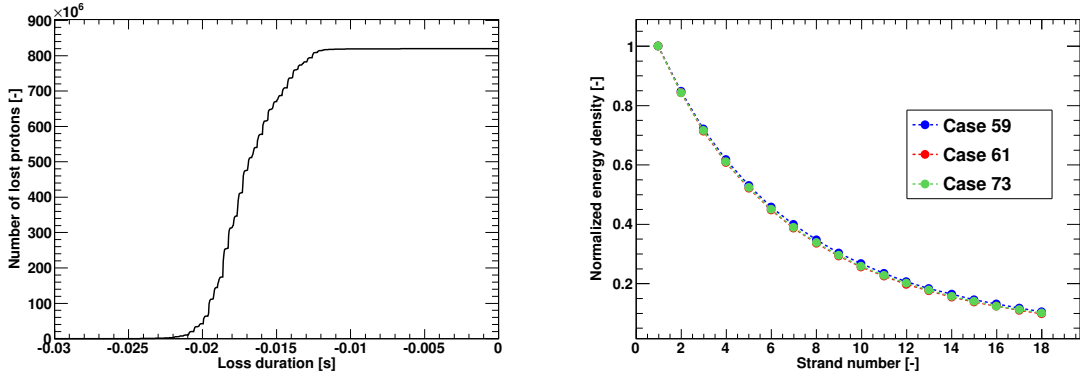 ×10⁶
900
800
700
600
500
400
300
200
100
0
Number of lost protons [-]
-0.03 -0.025 -0.02 -0.015 -0.01 -0.005 0
Loss duration [s]
1
0.8
0.6
0.4
0.2
Normalized energy density [-]
Case 59
Case 61
Case 73
0 2 4 6 8 10 12 14 16 18
Strand number [-]